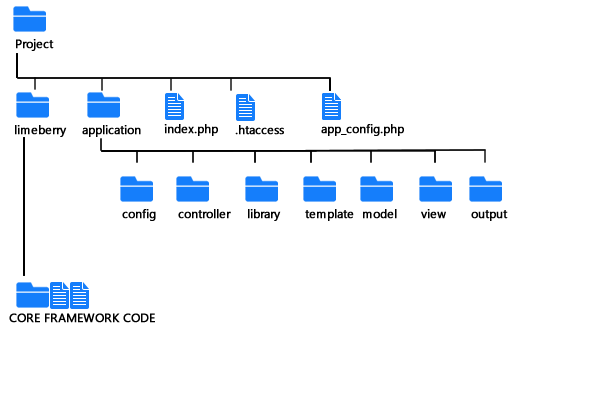 Project
limeberry application index.php .htaccess app_config.php
config controller library template model view output
CORE FRAMEWORK CODE